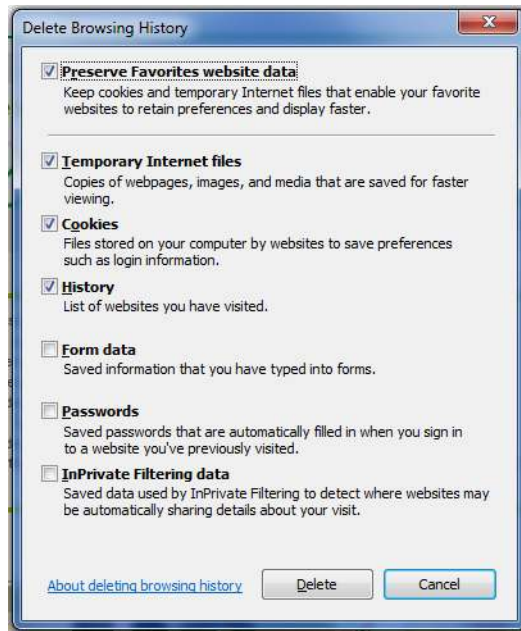 Delete Browsing History
Preserve Favorites website data
Keep cookies and temporary Internet files that enable your favorite
websites to retain preferences and display faster.
Temporary Internet files
Copies of webpages, images, and media that are saved for faster
viewing.
Cookies
Files stored on your computer by websites to save preferences
such as login information.
History
List of websites you have visited.
Form data
Saved information that you have typed into forms.
Passwords
Saved passwords that are automatically filled in when you sign in
to a website you've previously visited.
InPrivate Filtering data
Saved data used by InPrivate Filtering to detect where websites may
be automatically sharing details about your visit.
About deleting browsing history Delete Cancel